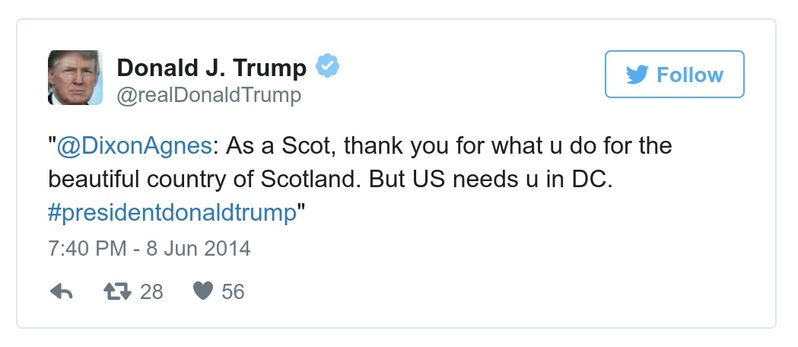 Donald J. Trump
Follow
@realDonaldTrump
"@DixonAgnes: As a Scot, thank you for what u do for the
beautiful country of Scotland. But US needs u in DC.
#presidentdonaldtrump"
7:40 PM - 8 Jun 2014
28 56